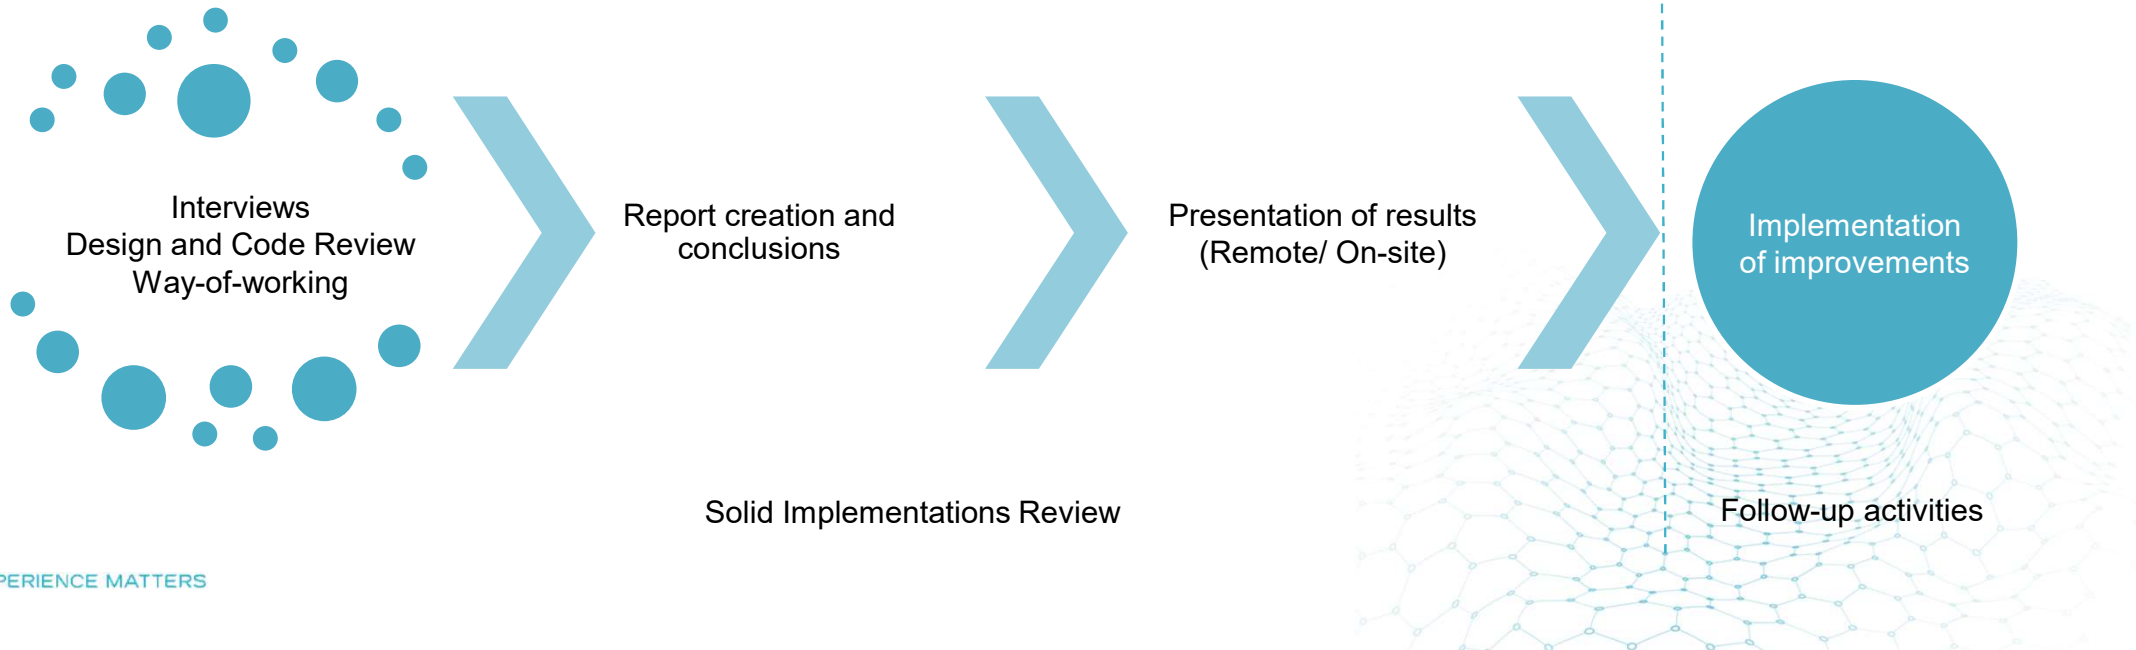 Interviews
Design and Code Review
Way-of-working
Report creation and
conclusions
Presentation of results
(Remote/ On-site)
Implementation
of improvements
Solid Implementations Review
Follow-up activities
PERIENCE MATTERS